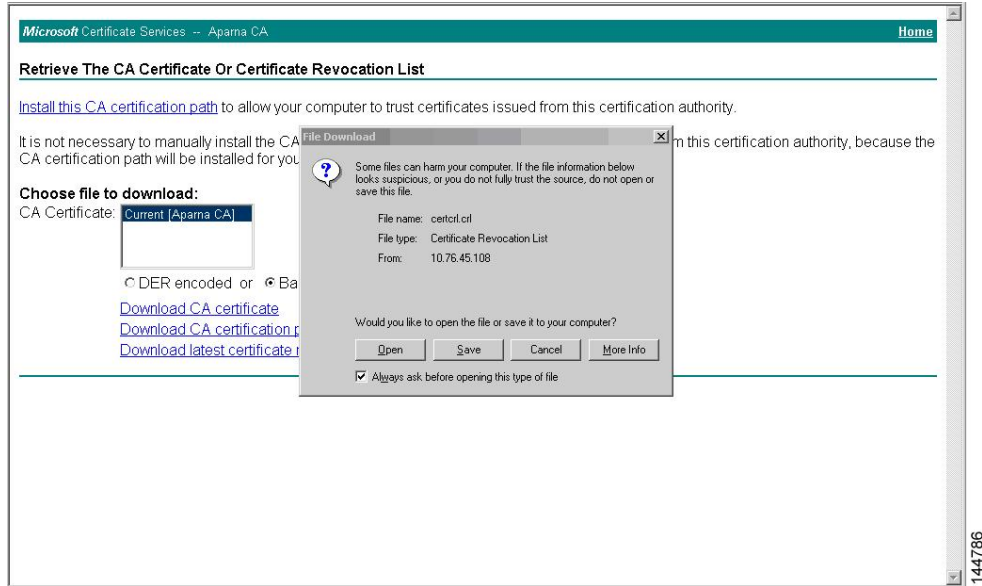 Microsoft Certificate Services -- Aparna CA Home
Retrieve The CA Certificate Or Certificate Revocation List
Install this CA certification path to allow your computer to trust certificates issued from this certification authority.
It is not necessary to manually install the CA
m this certification authority, because the
CA certification path will be installed for you
Choose file to download:
CA Certificate: Current [Aparna CA]
DER encoded or Ba
Download CA certificate
Download CA certification p
Download latest certificate r
File Download
Some files can harm your computer. If the file information below
looks suspicious, or you do not fully trust the source, do not open or
save this file.
File name: certcrl.crl
File type: Certificate Revocation List
From: 10.76.45.108
Would you like to open the file or save it to your computer?
Open Save Cancel More Info
Always ask before opening this type of file
144786